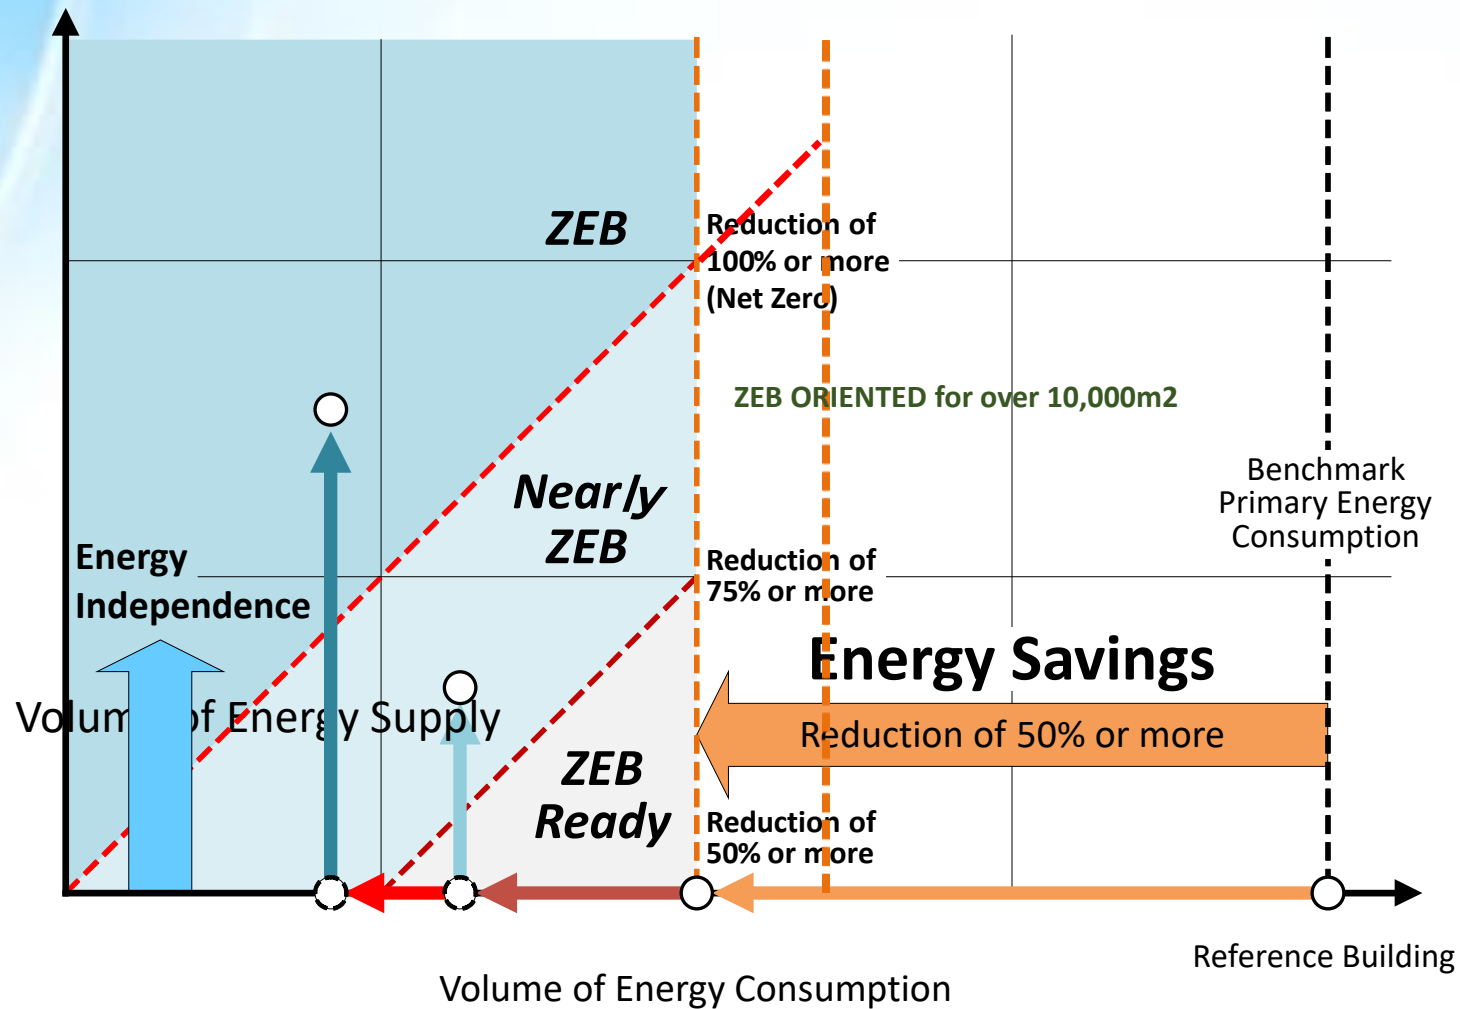 ZEB
Reduction of
100% or more
(Net Zero)
ZEB ORIENTED for over 10,000m2
Benchmark
Primary Energy
Consumption
Nearly
ZEB
Energy
Independence
Reduction of
75% or more
Energy Savings
Volume of Energy Supply
Reduction of 50% or more
ZEB
Ready
Reduction of
50% or more
Reference Building
Volume of Energy Consumption